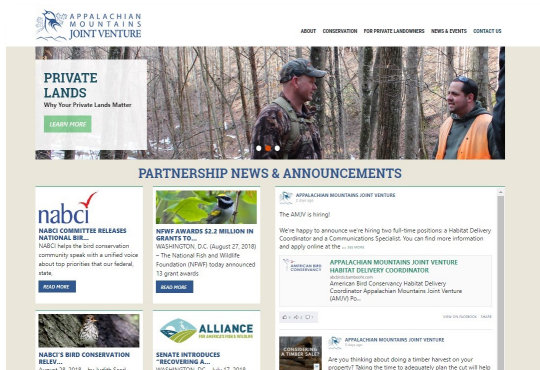 APPALACHIAN
MOUNTAINS
JOINT VENTURE
ABOUT CONSERVATION FOR PRIVATE LANDOWNERS NEWS & EVENTS CONTACT US
PRIVATE
LANDS
Why Your Private Lands Matter
LEARN MORE
PARTNERSHIP NEWS & ANNOUNCEMENTS
nabci
NABCI COMMITTEE RELEASES
NATIONAL BIR...
NABCI helps the bird conservation
community speak with a unified voice
about top priorities that our federal,
state,
READ MORE
NFWF AWARDS $2.2 MILLION IN
GRANTS TO...
WASHINGTON, D.C. (August 27, 2018)
– The National Fish and Wildlife
Foundation (NFWF) today announced
13 grant awards
READ MORE
APPALACHIAN MOUNTAINS JOINT VENTURE
The AMJV is hiring!
We're happy to announce we're hiring two full-time positions: a Habitat Delivery
Coordinator and a Communications Specialist. You can find more information
and apply online at the ... SEE MORE
AMERICAN BIRD
CONSERVANCY
APPALACHIAN MOUNTAINS JOINT VENTURE
HABITAT DELIVERY COORDINATOR
American Bird Conservancy Habitat Delivery
Coordinator Appalachian Mountains Joint Venture
(AMJV) Po...
VIEW ON FACEBOOK SHARE
NABCI'S BIRD CONSERVATION
RELEV...
ALLIANCE
FOR AMERICA'S FISH & WILDLIFE
SENATE INTRODUCES
"RECOVERING A...
CONSIDERING
A TIMBER SALE?
APPALACHIAN MOUNTAINS JOINT VENTURE
Are you thinking about doing a timber harvest on your
property? Taking the time to adequately plan the cut will help